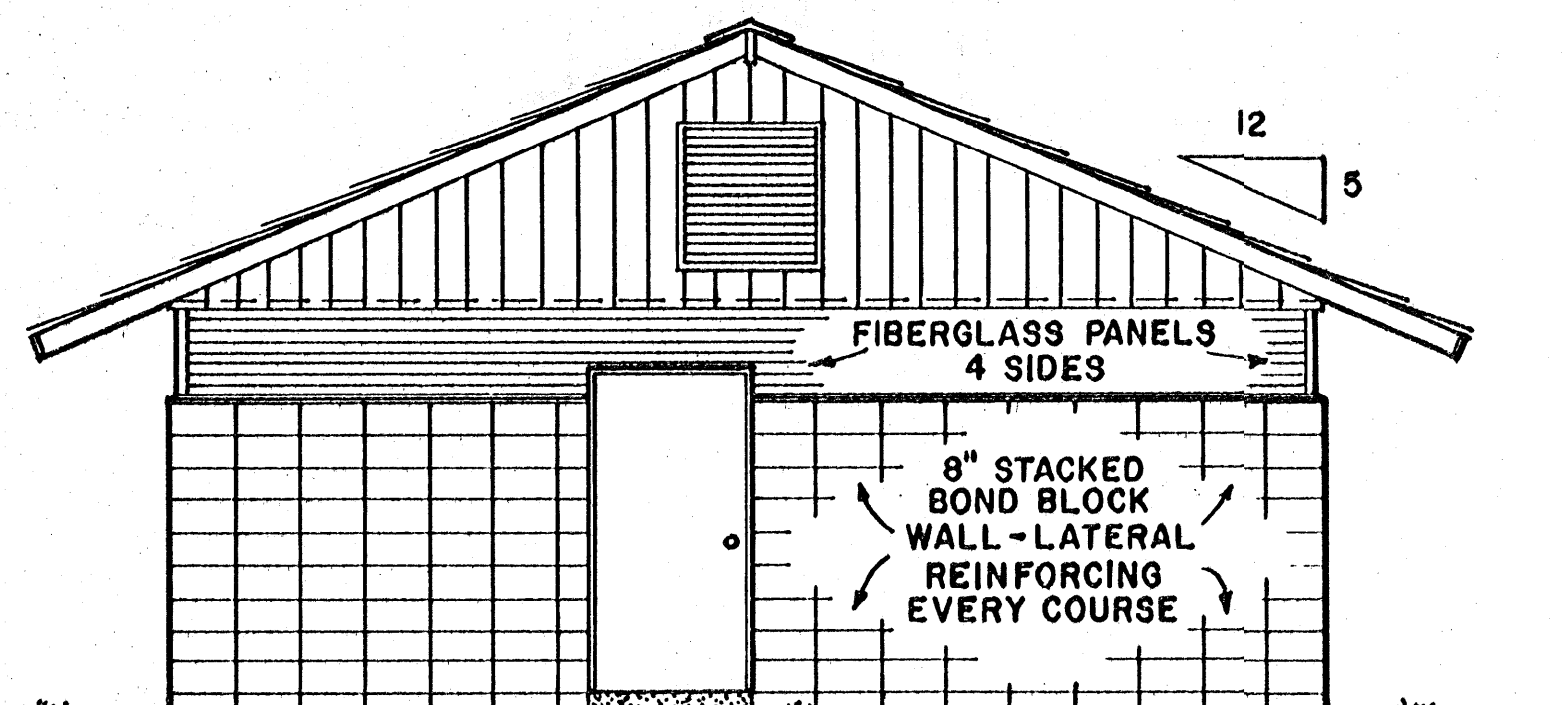 12
5
FIBERGLASS PANELS
4 SIDES
8" STACKED
BOND BLOCK
WALL-LATERAL
REINFORCING
EVERY COURSE